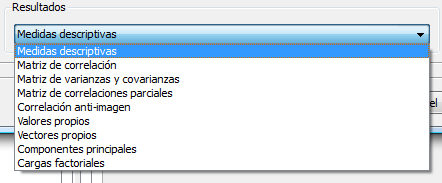 Resultados
Medidas descriptivas
Medidas descriptivas
Matriz de correlación
Matriz de varianzas y covarianzas
Matriz de correlaciones parciales
Correlación anti-imagen
Valores propios
Vectores propios
Componentes principales
Cargas factoriales
el